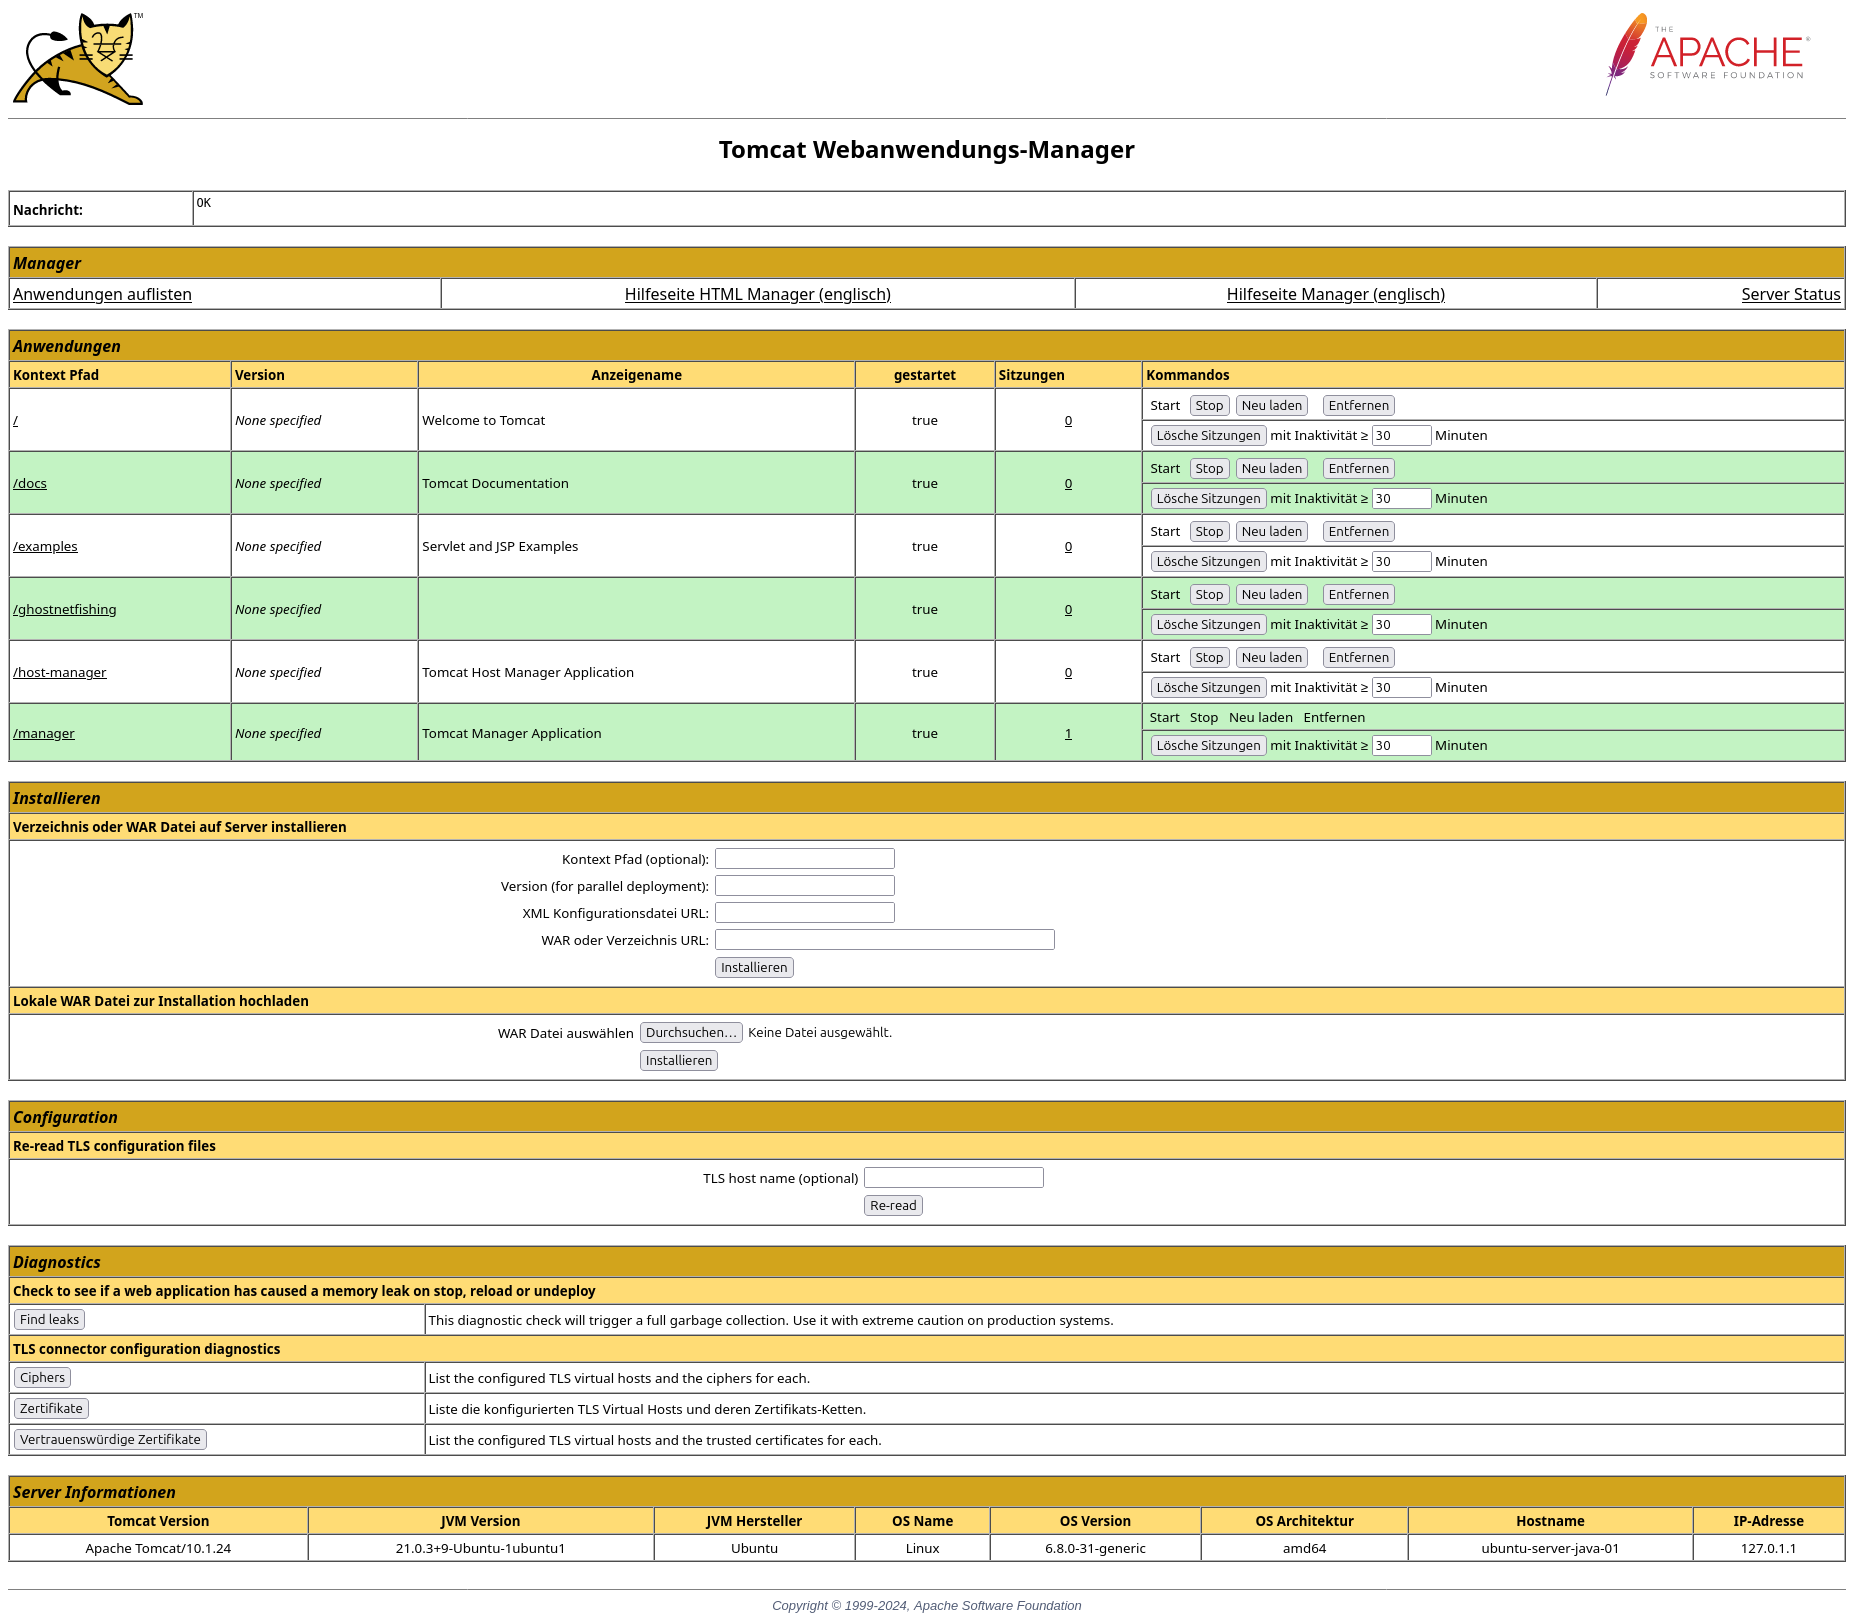 TM
THE
APACHE®
SOFTWARE FOUNDATION
Tomcat Webanwendungs-Manager
Nachricht: OK
Manager
Anwendungen auflisten Hilfeseite HTML Manager (englisch) Hilfeseite Manager (englisch) Server Status
Anwendungen
Kontext Pfad Version Anzeigename gestartet Sitzungen Kommandos
/ None specified Welcome to Tomcat true 0 Start Stop Neu laden Entfernen
Lösche Sitzungen mit Inaktivität ≥ 30 Minuten
/docs None specified Tomcat Documentation true 0 Start Stop Neu laden Entfernen
Lösche Sitzungen mit Inaktivität ≥ 30 Minuten
/examples None specified Servlet and JSP Examples true 0 Start Stop Neu laden Entfernen
Lösche Sitzungen mit Inaktivität ≥ 30 Minuten
/ghostnetfishing None specified true 0 Start Stop Neu laden Entfernen
Lösche Sitzungen mit Inaktivität ≥ 30 Minuten
/host-manager None specified Tomcat Host Manager Application true 0 Start Stop Neu laden Entfernen
Lösche Sitzungen mit Inaktivität ≥ 30 Minuten
/manager None specified Tomcat Manager Application true 1 Start Stop Neu laden Entfernen
Lösche Sitzungen mit Inaktivität ≥ 30 Minuten
Installieren
Verzeichnis oder WAR Datei auf Server installieren
Kontext Pfad (optional):
Version (for parallel deployment):
XML Konfigurationsdatei URL:
WAR oder Verzeichnis URL:
Installieren
Lokale WAR Datei zur Installation hochladen
WAR Datei auswählen Durchsuchen... Keine Datei ausgewählt.
Installieren
Configuration
Re-read TLS configuration files
TLS host name (optional)
Re-read
Diagnostics
Check to see if a web application has caused a memory leak on stop, reload or undeploy
Find leaks This diagnostic check will trigger a full garbage collection. Use it with extreme caution on production systems.
TLS connector configuration diagnostics
Ciphers List the configured TLS virtual hosts and the ciphers for each.
Zertifikate Liste die konfigurierten TLS Virtual Hosts und deren Zertifikats-Ketten.
Vertrauenswürdige Zertifikate List the configured TLS virtual hosts and the trusted certificates for each.
Server Informationen
Tomcat Version JVM Version JVM Hersteller OS Name OS Version OS Architektur Hostname IP-Adresse
Apache Tomcat/10.1.24 21.0.3+9-Ubuntu-1ubuntu1 Ubuntu Linux 6.8.0-31-generic amd64 ubuntu-server-java-01 127.0.1.1
Copyright © 1999-2024, Apache Software Foundation